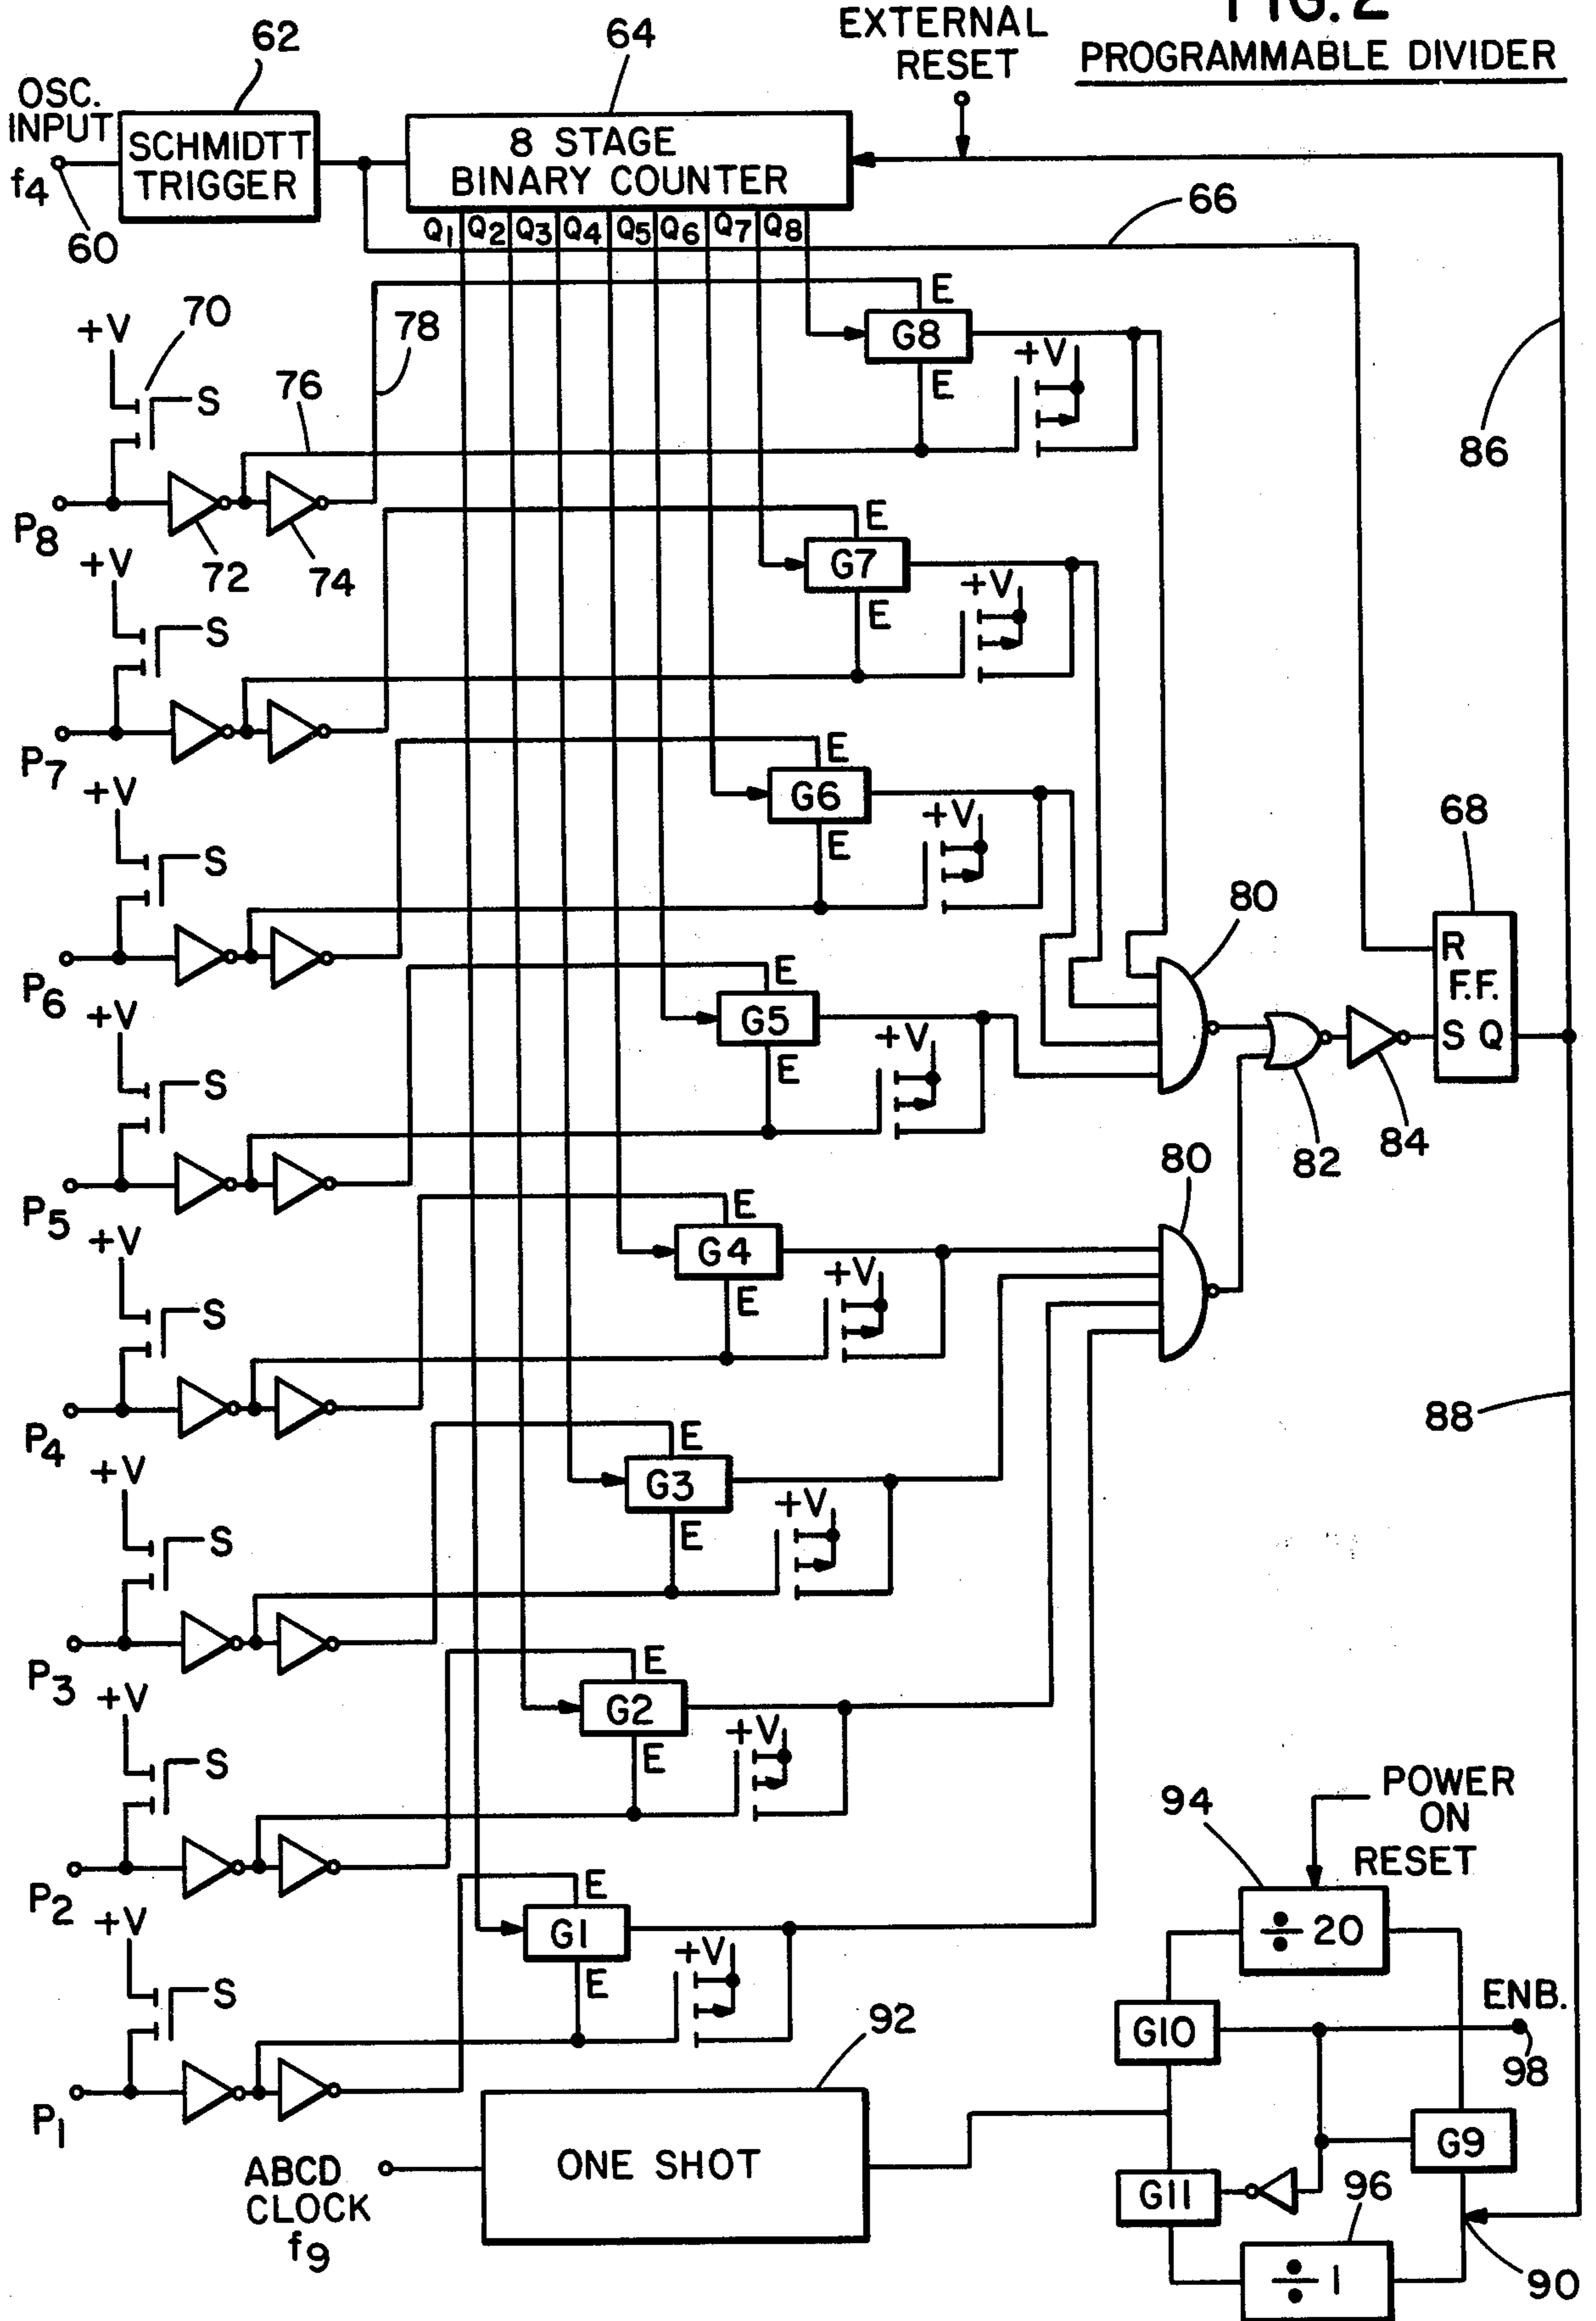 FIG. 2
PROGRAMMABLE DIVIDER
EXTERNAL
RESET
62
64
OSC.
INPUT
f4
60
SCHMIDTT
TRIGGER
8 STAGE
BINARY COUNTER
Q1 Q2 Q3 Q4 Q5 Q6 Q7 Q8
66
+V
70
S
78
76
E
G8
E
+V
86
P8
72
74
+V
S
E
G7
E
+V
P7
+V
S
E
G6
E
+V
68
80
R
F.F.
S Q
P6
+V
S
E
G5
E
+V
82
84
80
P5
+V
S
E
G4
E
+V
88
P4
+V
S
E
G3
E
+V
P3
+V
S
E
G2
E
+V
P2
+V
S
E
G1
E
+V
P1
94
POWER
ON
RESET
÷ 20
ENB.
98
G10
G9
G11
96
÷ 1
90
92
ONE SHOT
ABCD
CLOCK
f9